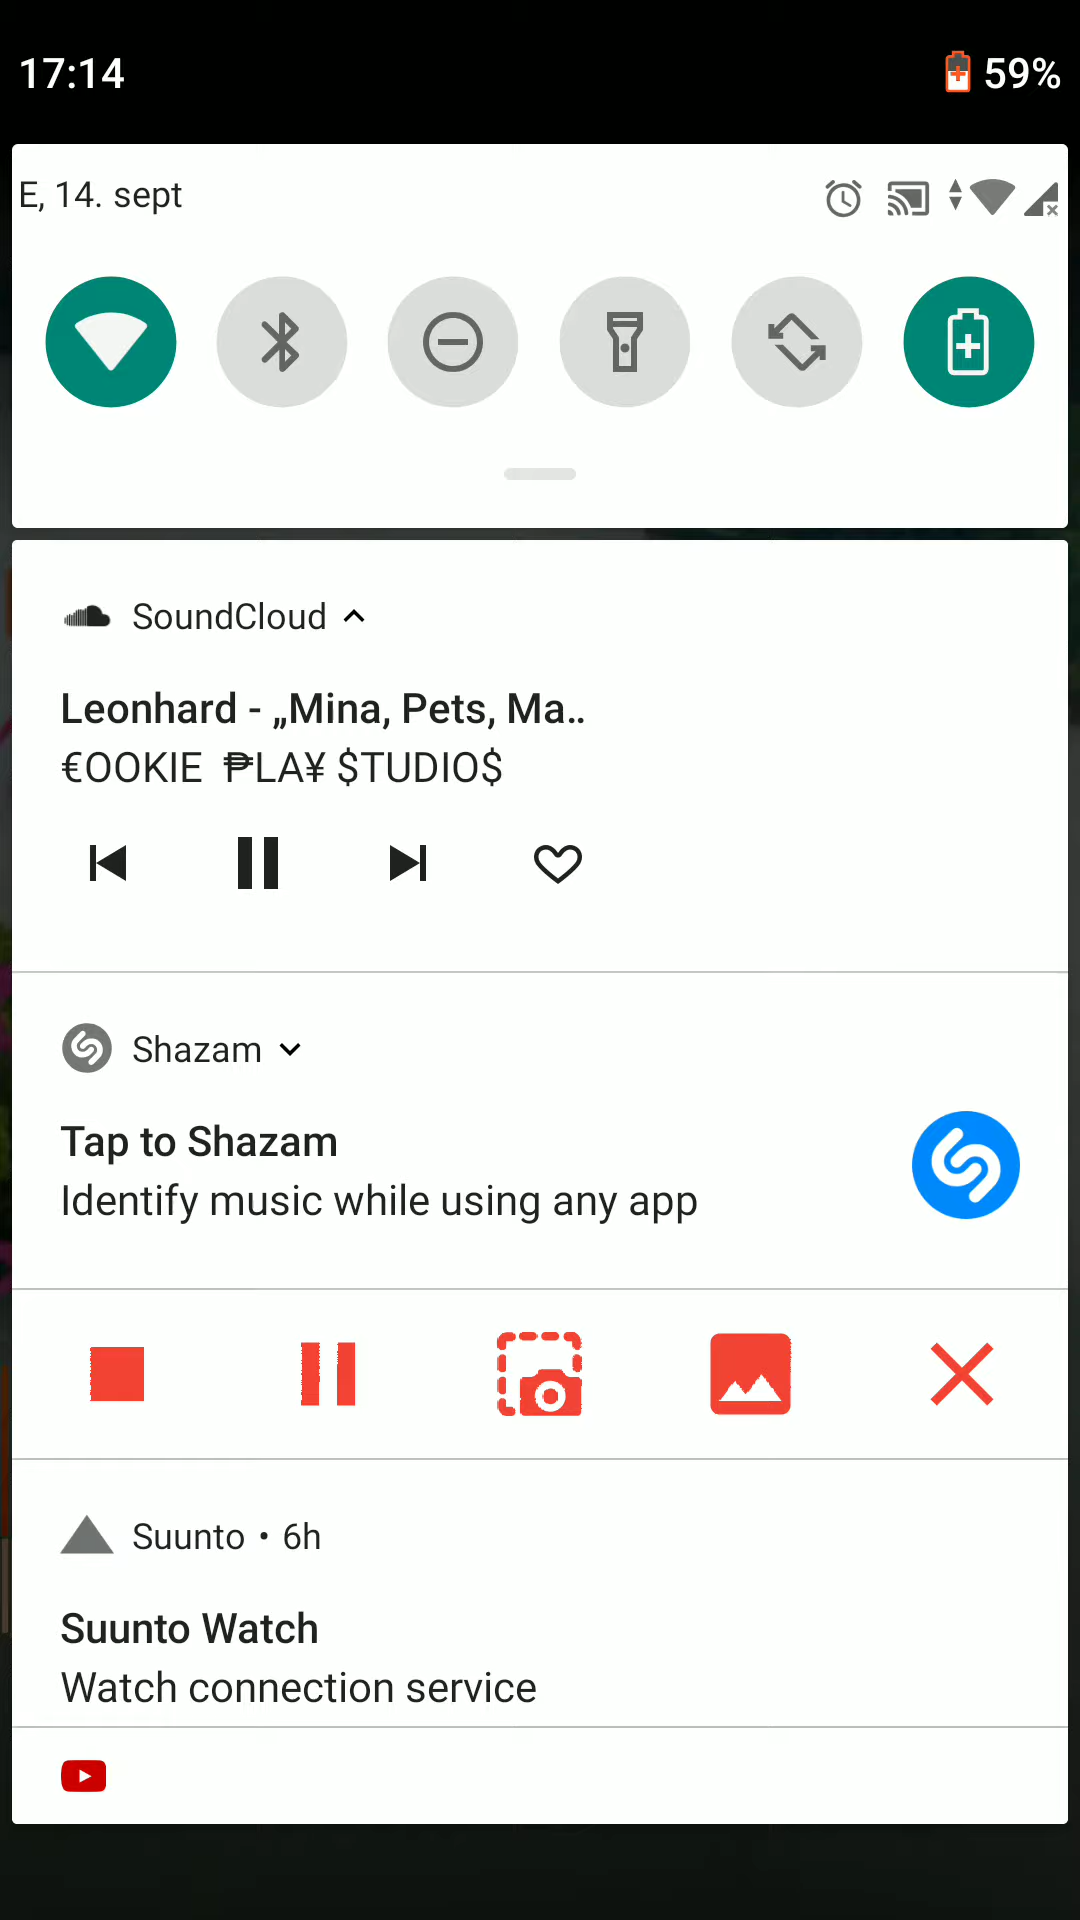 17:14
59%
E, 14. sept
SoundCloud
Leonhard - „Mina, Pets, Ma..
€OOKIE ₱LA¥ $TUDIO$
Shazam
Tap to Shazam
Identify music while using any app
Suunto • 6h
Suunto Watch
Watch connection service